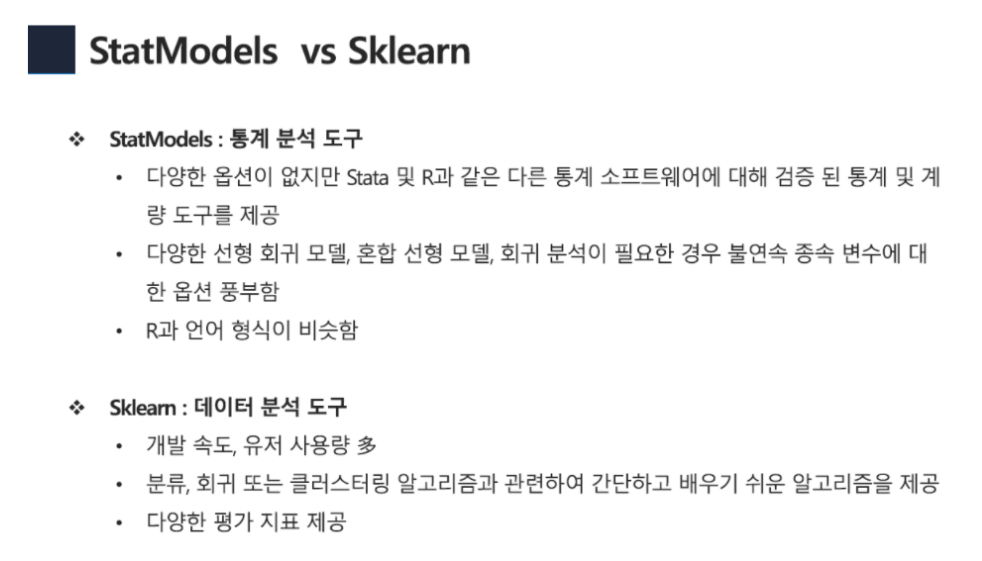 StatModels vs Sklearn
❖ StatModels : 통계 분석 도구
• 다양한 옵션이 없지만 Stata 및 R과 같은 다른 통계 소프트웨어에 대해 검증 된 통계 및 계
량 도구를 제공
• 다양한 선형 회귀 모델, 혼합 선형 모델, 회귀 분석이 필요한 경우 불연속 종속 변수에 대
한 옵션 풍부함
• R과 언어 형식이 비슷함
❖ Sklearn : 데이터 분석 도구
• 개발 속도, 유저 사용량 多
• 분류, 회귀 또는 클러스터링 알고리즘과 관련하여 간단하고 배우기 쉬운 알고리즘을 제공
• 다양한 평가 지표 제공